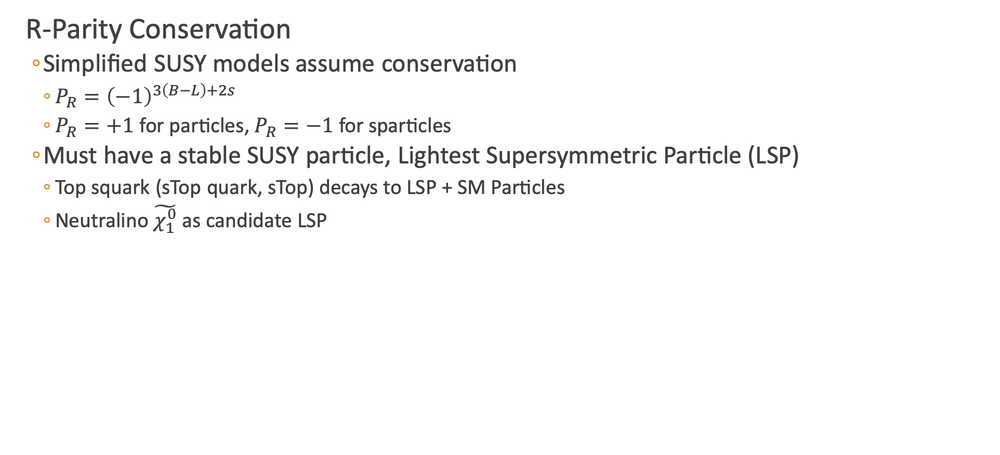 R-Parity Conservation
◦Simplified SUSY models assume conservation
◦ $P_R = (-1)^{3(B-L)+2s}$
◦ $P_R = +1$ for particles, $P_R = -1$ for sparticles
◦Must have a stable SUSY particle, Lightest Supersymmetric Particle (LSP)
◦ Top squark (sTop quark, sTop) decays to LSP + SM Particles
◦ Neutralino $\widetilde{\chi_1^0}$ as candidate LSP